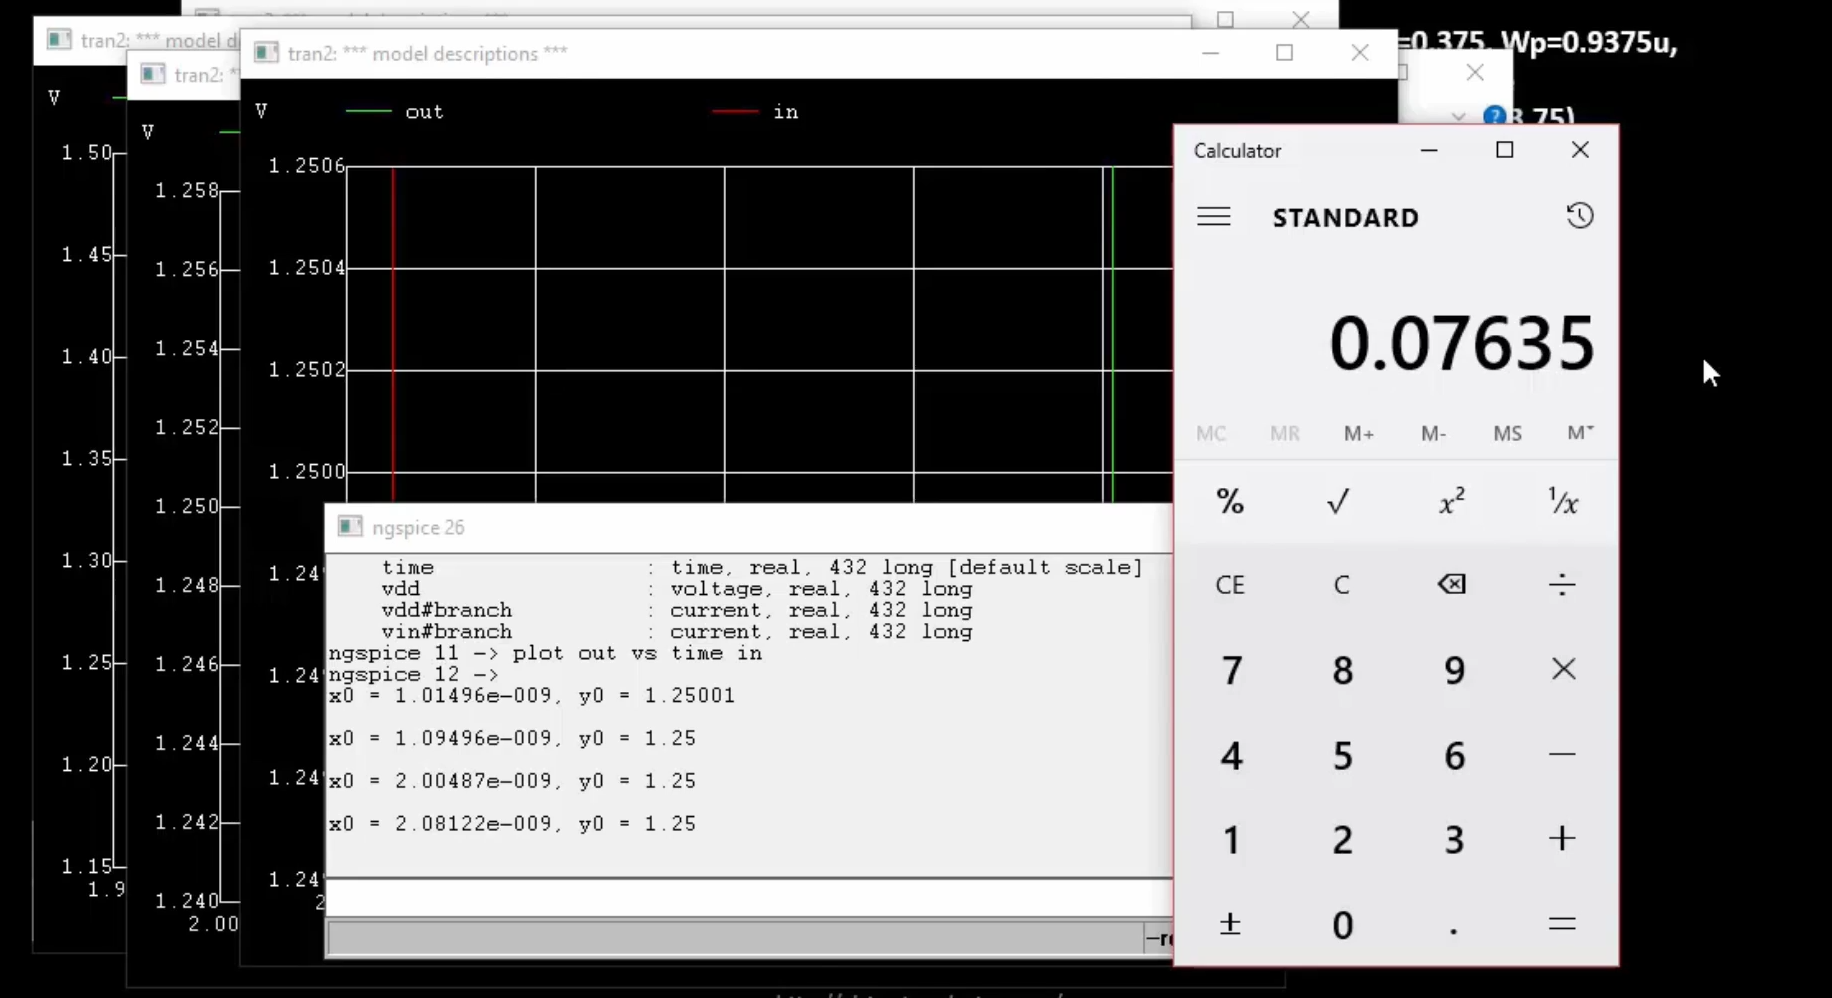 tran2: *** model d
tran2: *
tran2: *** model descriptions ***
=0.375, Wp=0.9375u,
3.75)
V
out
in
1.2506
1.2504
1.2502
1.2500
1.24
1.24
1.24
1.24
2
V
1.50
1.45
1.40
1.35
1.30
1.25
1.20
1.15
1.9
V
1.258
1.256
1.254
1.252
1.250
1.248
1.246
1.244
1.242
1.240
2.00
ngspice 26
time : time, real, 432 long [default scale]
vdd : voltage, real, 432 long
vdd#branch : current, real, 432 long
vin#branch : current, real, 432 long
ngspice 11 -> plot out vs time in
ngspice 12 ->
x0 = 1.01496e-009, y0 = 1.25001
x0 = 1.09496e-009, y0 = 1.25
x0 = 2.00487e-009, y0 = 1.25
x0 = 2.08122e-009, y0 = 1.25
Calculator
STANDARD
0.07635
MC MR M+ M- MS M▾
% √ x² ¹/x
CE C ÷
7 8 9 ×
4 5 6 −
1 2 3 +
± 0 . =